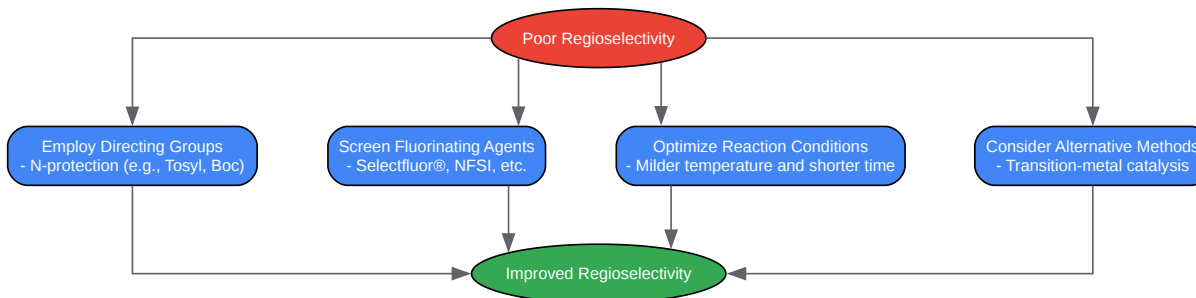 Poor Regioselectivity
Employ Directing Groups
- N-protection (e.g., Tosyl, Boc)
Screen Fluorinating Agents
- Selectfluor®, NFSI, etc.
Optimize Reaction Conditions
- Milder temperature and shorter time
Consider Alternative Methods
- Transition-metal catalysis
Improved Regioselectivity